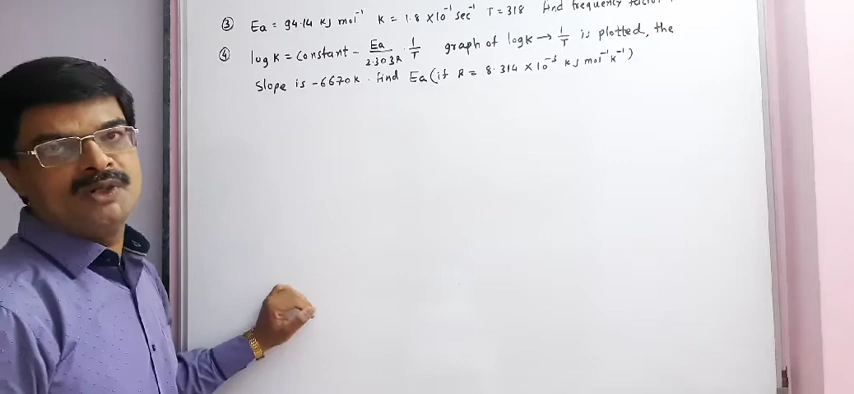 ③ Ea = 94.14 KJ mol⁻¹ K = 1.8 × 10⁻¹ sec⁻¹ T = 318 find frequency factor
④ log K = constant - Ea/2.303R · 1/T graph of log K → 1/T is plotted, the
Slope is -6670K. find Ea (if R = 8.314 × 10⁻³ KJ mol⁻¹ K⁻¹)